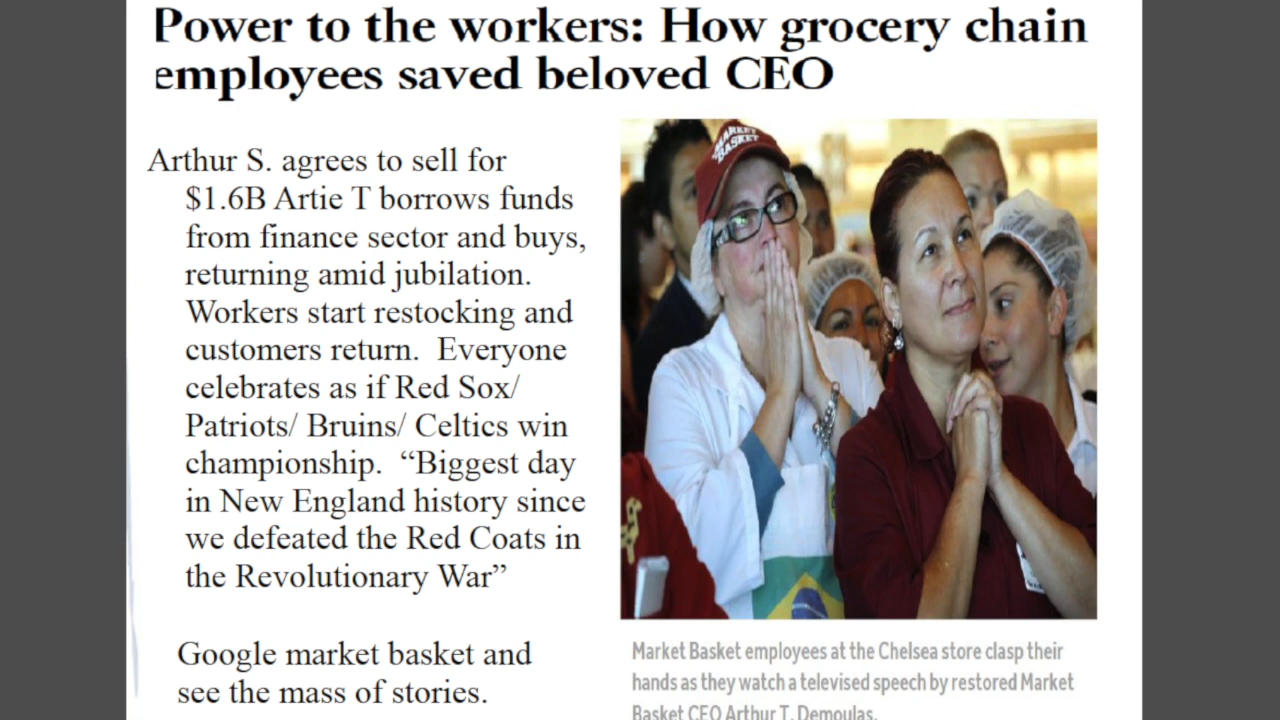 Power to the workers: How grocery chain
employees saved beloved CEO
Arthur S. agrees to sell for
$1.6B Artie T borrows funds
from finance sector and buys,
returning amid jubilation.
Workers start restocking and
customers return.  Everyone
celebrates as if Red Sox/
Patriots/ Bruins/ Celtics win
championship.  “Biggest day
in New England history since
we defeated the Red Coats in
the Revolutionary War”
Google market basket and
see the mass of stories.
MARKET
BASKET
Market Basket employees at the Chelsea store clasp their
hands as they watch a televised speech by restored Market
Basket CEO Arthur T. Demoulas.